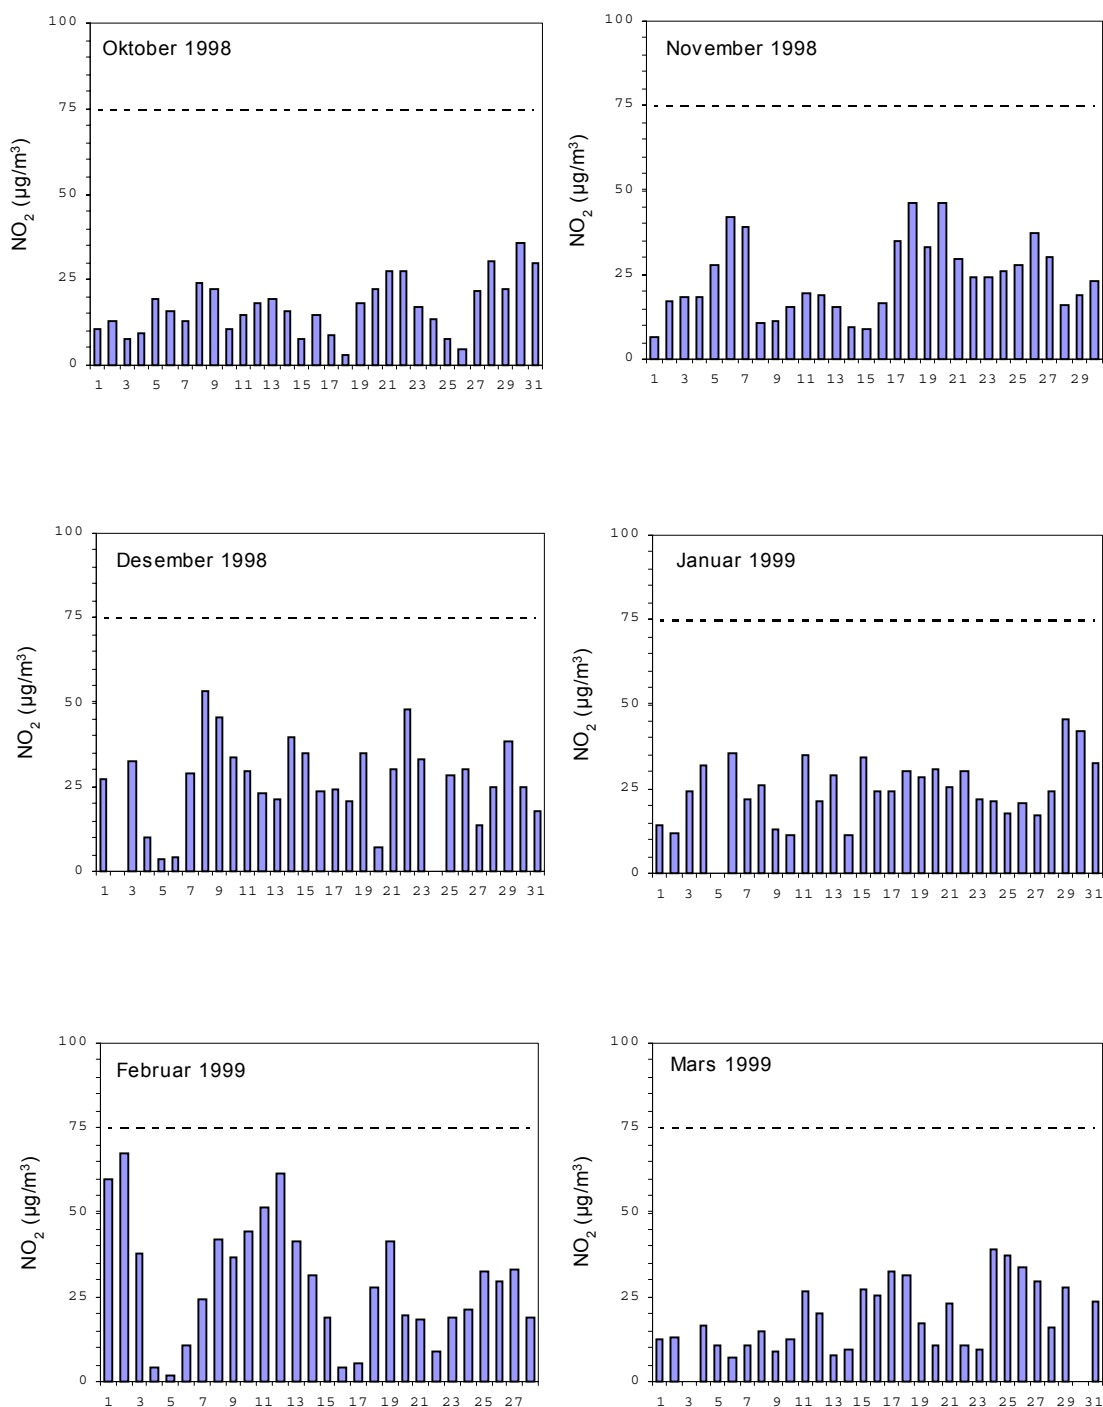 Oktober 1998
NO2 (µg/m3)
100
75
50
25
0
1 3 5 7 9 11 13 15 17 19 21 23 25 27 29 31
November 1998
NO2 (µg/m3)
100
75
50
25
0
1 3 5 7 9 11 13 15 17 19 21 23 25 27 29
Desember 1998
NO2 (µg/m3)
100
75
50
25
0
1 3 5 7 9 11 13 15 17 19 21 23 25 27 29 31
Januar 1999
NO2 (µg/m3)
100
75
50
25
0
1 3 5 7 9 11 13 15 17 19 21 23 25 27 29 31
Februar 1999
NO2 (µg/m3)
100
75
50
25
0
1 3 5 7 9 11 13 15 17 19 21 23 25 27
Mars 1999
NO2 (µg/m3)
100
75
50
25
0
1 3 5 7 9 11 13 15 17 19 21 23 25 27 29 31